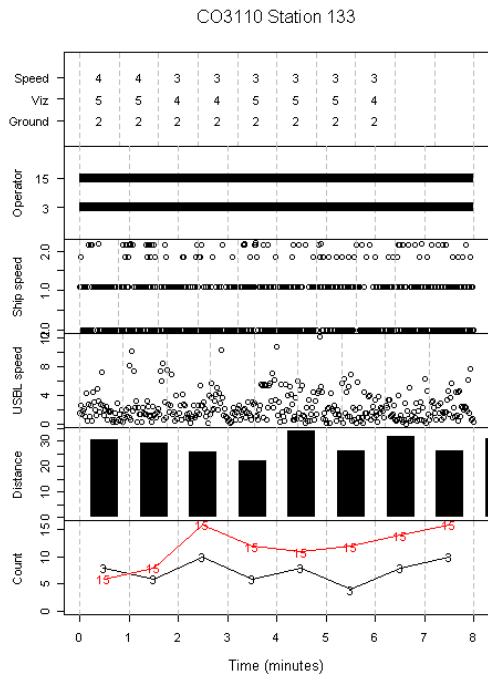 CO3110 Station 133
Speed 4 4 3 3 3 3 3 3
Viz 5 5 4 4 5 5 5 4
Ground 2 2 2 2 2 2 2 2
Operator
15
3
Ship speed
2.0
1.0
USBL speed
8
4
0
Distance
30
10
0
Count
15
10
5
0
15 15 15 15 15 15 15 15
3 3 3 3 3 3 3 3
0 1 2 3 4 5 6 7 8
Time (minutes)